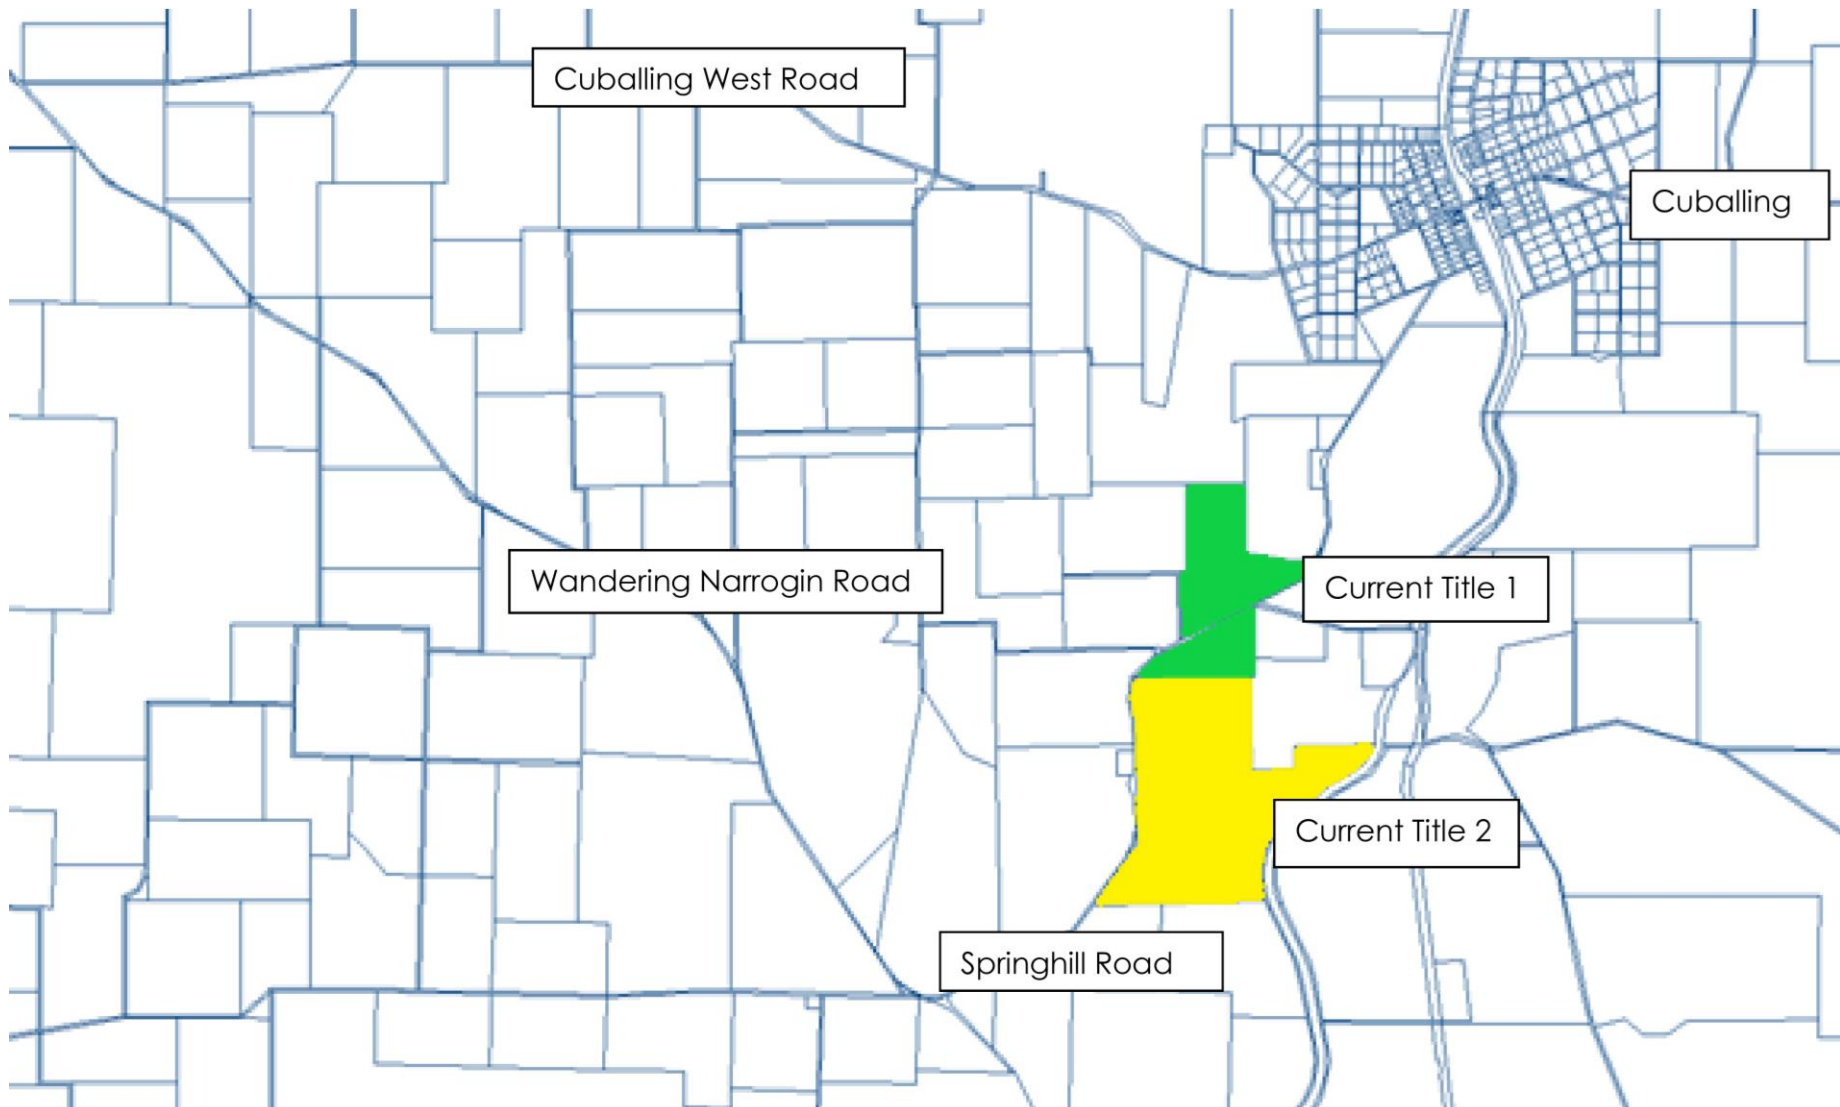 Cuballing West Road
Cuballing
Wandering Narrogin Road
Current Title 1
Current Title 2
Springhill Road